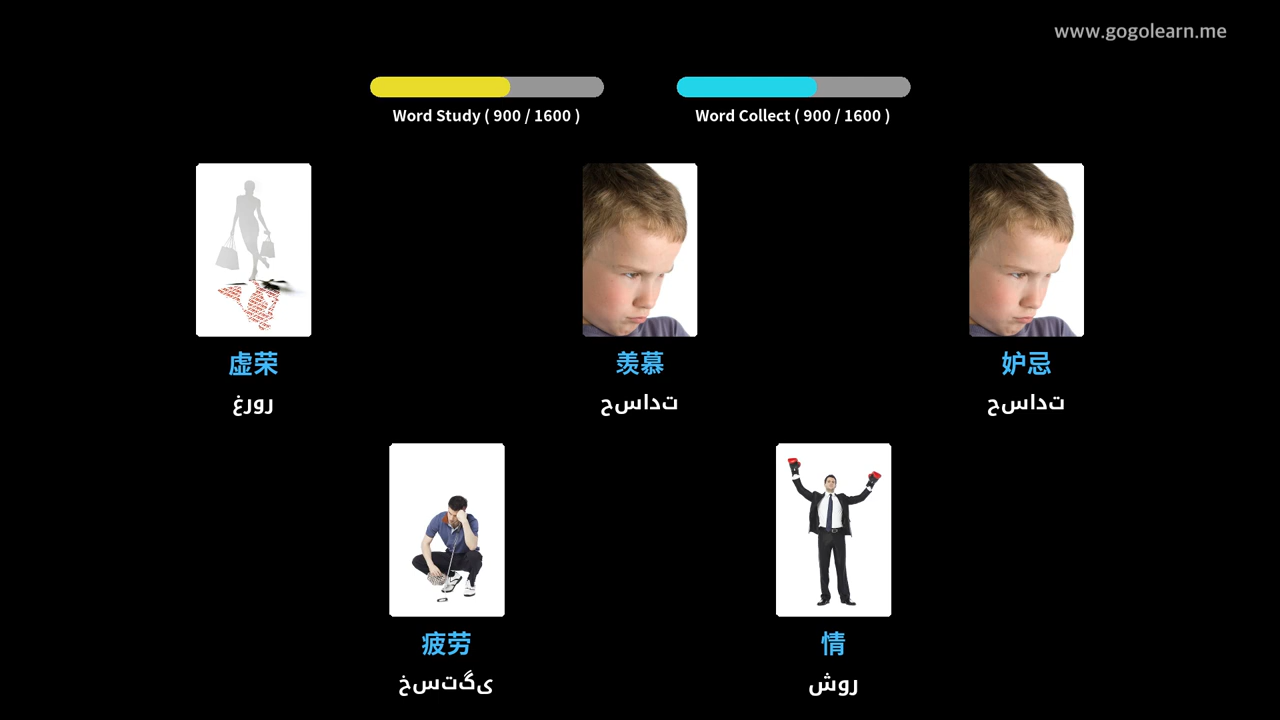 www.gogolearn.me
Word Study ( 900 / 1600 )
Word Collect ( 900 / 1600 )
虚荣
غرور
羡慕
حسادت
妒忌
حسادت
疲劳
خستگی
情
شور